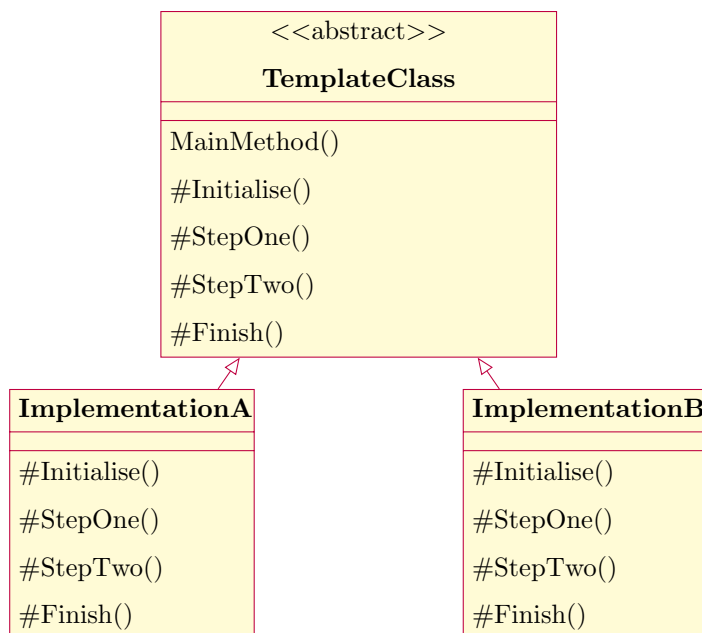 <<abstract>>
TemplateClass
MainMethod()
#Initialise()
#StepOne()
#StepTwo()
#Finish()
ImplementationA
#Initialise()
#StepOne()
#StepTwo()
#Finish()
ImplementationB
#Initialise()
#StepOne()
#StepTwo()
#Finish()